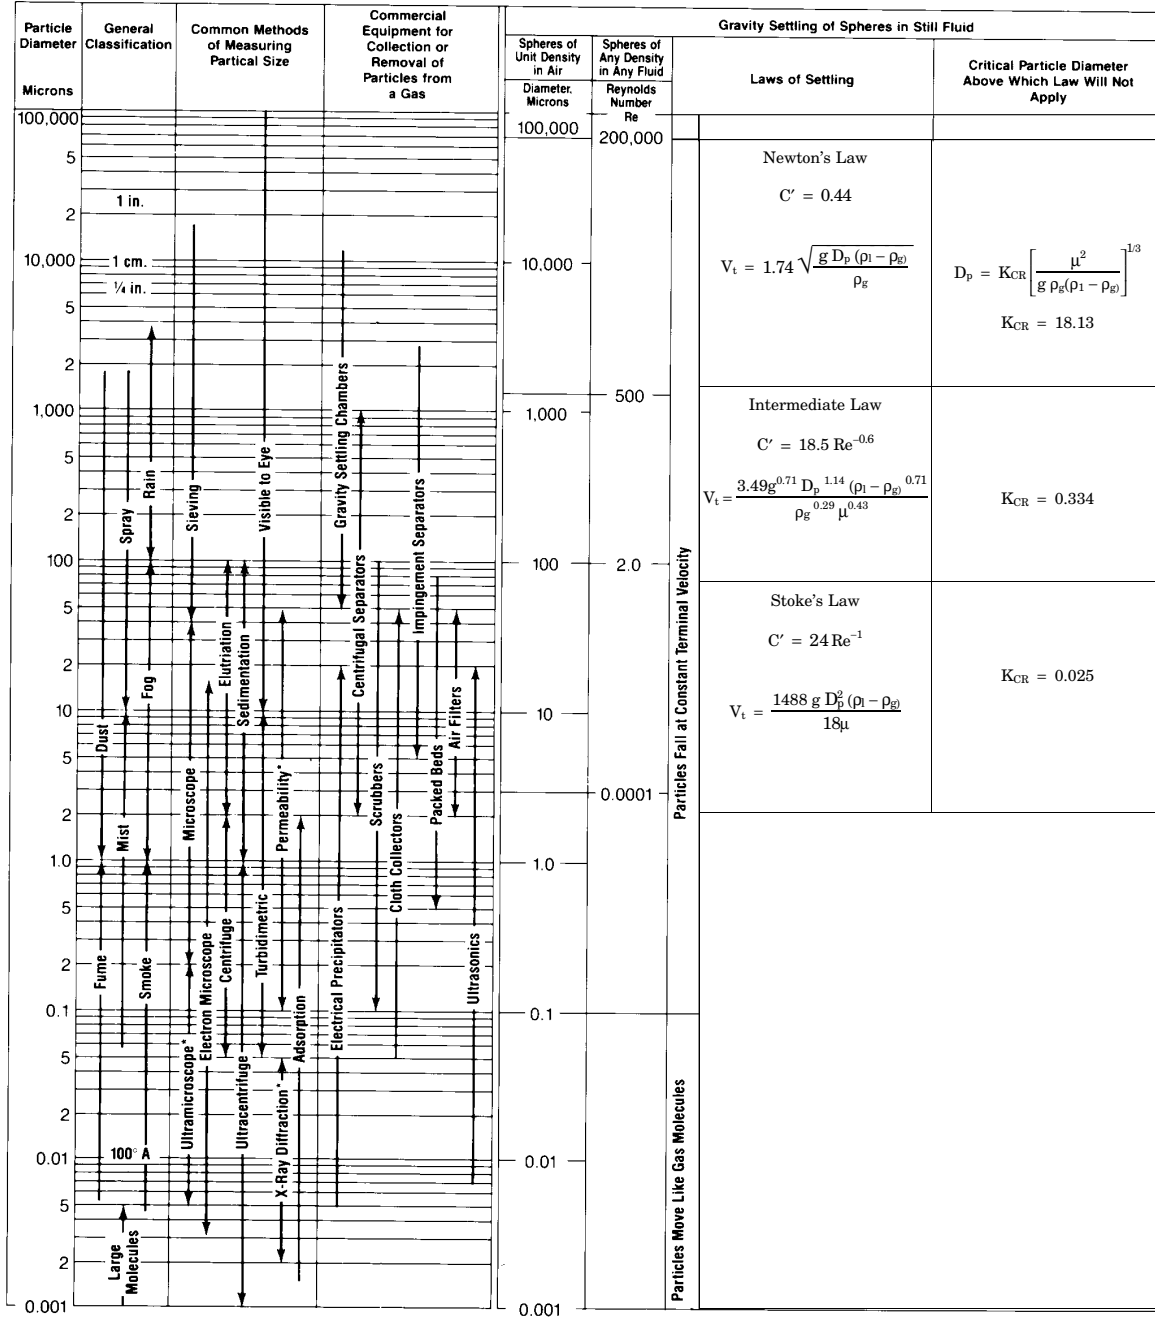 Particle
Diameter
Microns
General
Classification
Common Methods
of Measuring
Partical Size
Commercial
Equipment for
Collection or
Removal of
Particles from
a Gas
Gravity Settling of Spheres in Still Fluid
Spheres of
Unit Density
in Air
Diameter,
Microns
Spheres of
Any Density
in Any Fluid
Reynolds
Number
Re
Laws of Settling
Critical Particle Diameter
Above Which Law Will Not
Apply
100,000
5
2
10,000
5
2
1,000
5
2
100
5
2
10
5
2
1.0
5
2
0.1
5
2
0.01
5
2
0.001
1 in.
1 cm.
¼ in.
Rain
Spray
Fog
Dust
Mist
Fume
Smoke
100° A
Large
Molecules
Sieving
Visible to Eye
Elutriation
Sedimentation
Microscope
Permeability*
Turbidimetric
Centrifuge
Electron Microscope
Ultramicroscope*
Ultracentrifuge
X-Ray Diffraction*
Adsorption
Gravity Settling Chambers
Impingement Separators
Centrifugal Separators
Air Filters
Packed Beds
Scrubbers
Cloth Collectors
Electrical Precipitators
Ultrasonics
100,000
10.000
1,000
100
10
1.0
0.1
0.01
0.001
200,000
500
2.0
0.0001
Particles Fall at Constant Terminal Velocity
Particles Move Like Gas Molecules
Newton's Law
C′ = 0.44
Vt = 1.74 √(g Dp (ρl − ρg) / ρg)
Dp = KCR [μ² / g ρg(ρ1 − ρg)]^1/3
KCR = 18.13
Intermediate Law
C′ = 18.5 Re^−0.6
Vt = 3.49g^0.71 Dp^1.14 (ρl − ρg)^0.71 / ρg^0.29 μ^0.43
KCR = 0.334
Stoke's Law
C′ = 24 Re^−1
Vt = 1488 g Dp² (ρl − ρg) / 18μ
KCR = 0.025